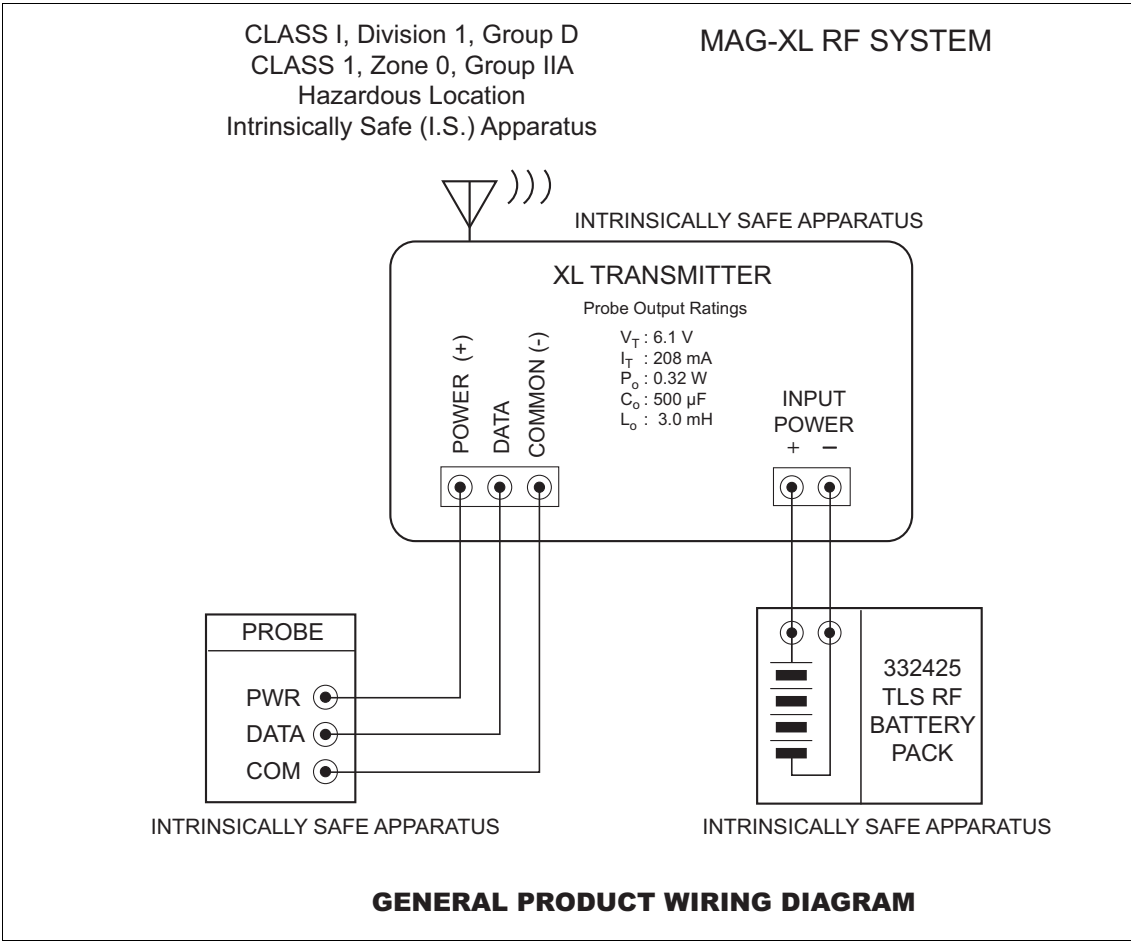 CLASS I, Division 1, Group D
CLASS 1, Zone 0, Group IIA
Hazardous Location
Intrinsically Safe (I.S.) Apparatus
MAG-XL RF SYSTEM
INTRINSICALLY SAFE APPARATUS
XL TRANSMITTER
Probe Output Ratings
VT : 6.1 V
IT : 208 mA
Po : 0.32 W
Co : 500 µF
Lo : 3.0 mH
POWER (+)
DATA
COMMON (-)
INPUT
POWER
+ −
PROBE
PWR
DATA
COM
INTRINSICALLY SAFE APPARATUS
332425
TLS RF
BATTERY
PACK
INTRINSICALLY SAFE APPARATUS
GENERAL PRODUCT WIRING DIAGRAM